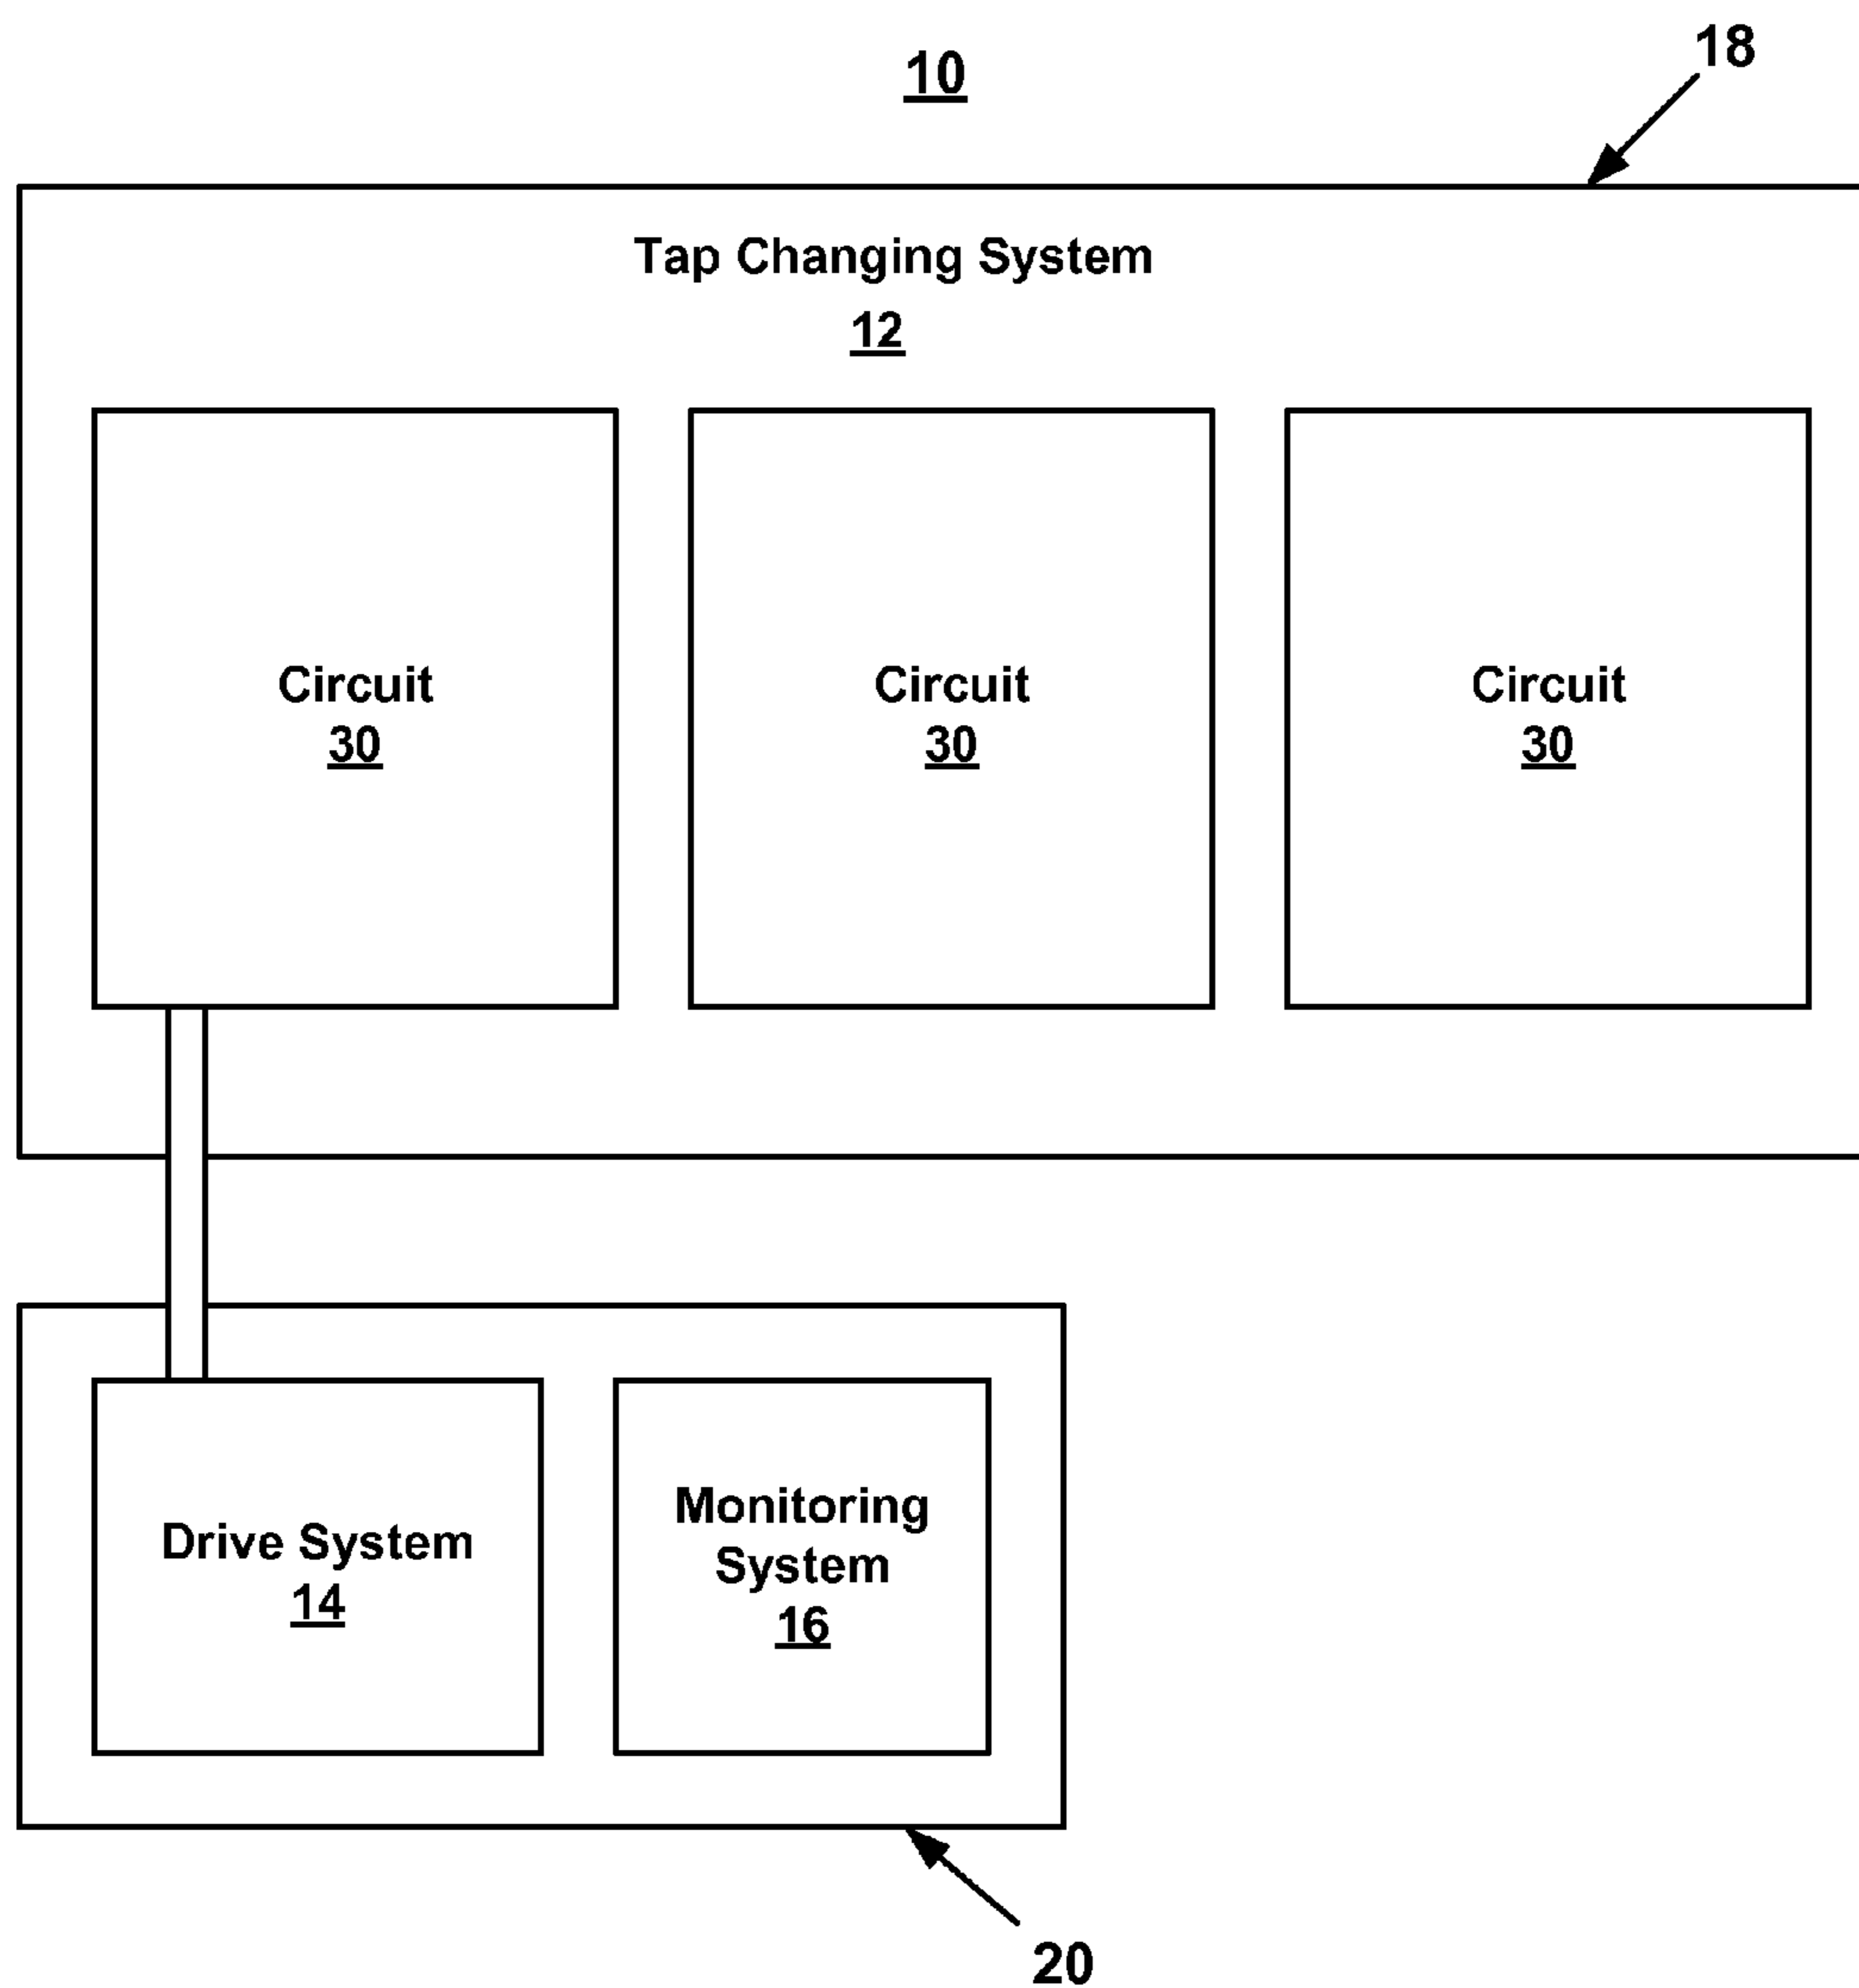 10
18
Tap Changing System
12
Circuit
30
Circuit
30
Circuit
30
Drive System
14
Monitoring
System
16
20